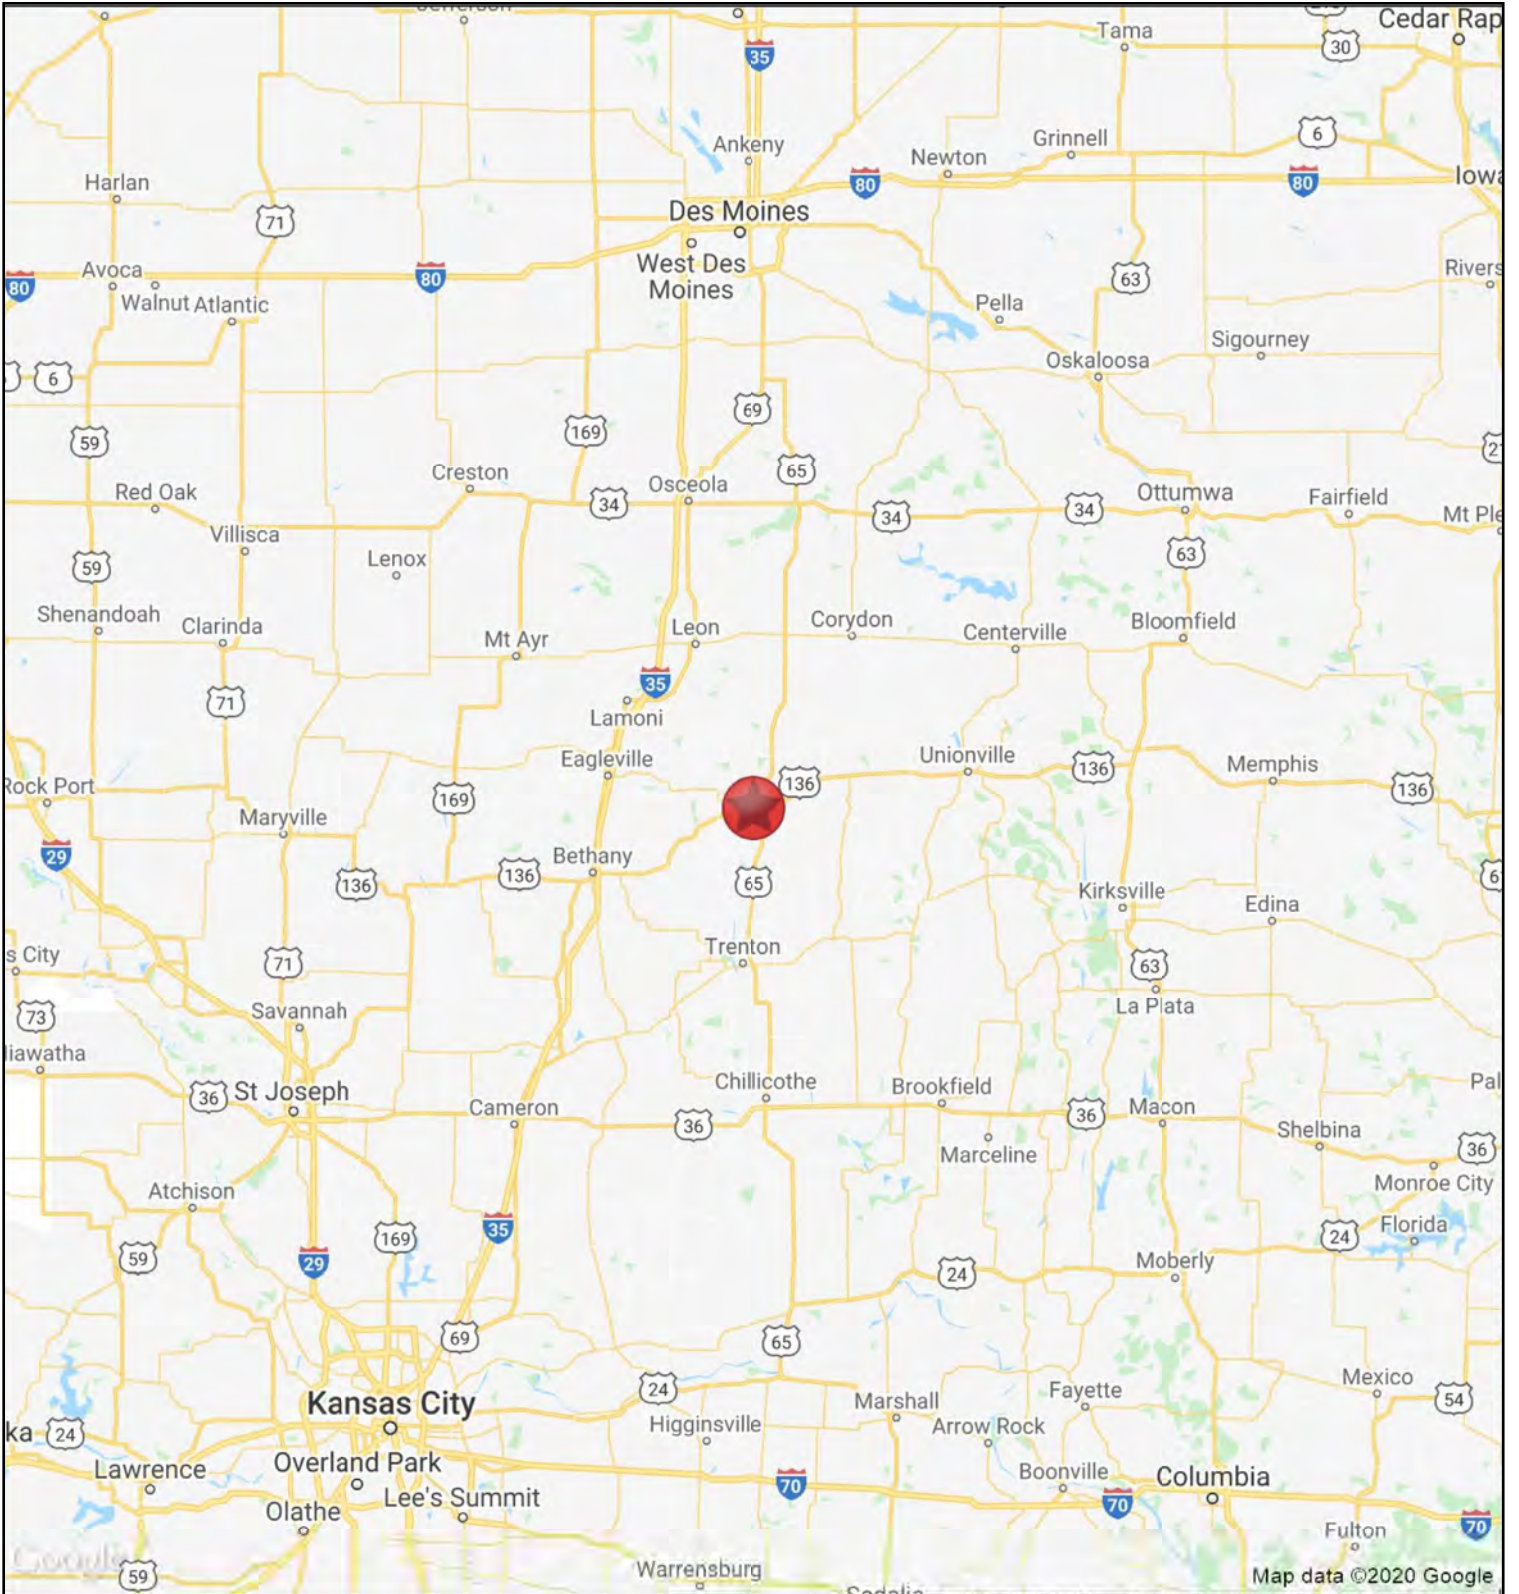 Jefferson
Cedar Rap
Tama
30
35
6
Ankeny
Grinnell
Newton
Harlan
80
80
Iowa
71
Des Moines
West Des
Moines
Avoca
80
80
63
Rivers
Walnut
Atlantic
Pella
Sigourney
Oskaloosa
6
69
59
169
65
Creston
Osceola
Red Oak
34
34
34
Ottumwa
Fairfield
Mt Ple
Villisca
63
Lenox
59
Shenandoah
Clarinda
Mt Ayr
Leon
Corydon
Centerville
Bloomfield
35
71
Lamoni
Eagleville
Unionville
136
136
Memphis
136
Rock Port
169
Maryville
29
Bethany
136
136
65
Kirksville
Edina
Trenton
s City
71
63
La Plata
Savannah
73
iawatha
Chillicothe
Brookfield
Pal
36
St Joseph
Cameron
36
36
Macon
Shelbina
36
Marceline
Monroe City
Atchison
Florida
169
35
24
59
29
24
Moberly
69
65
24
Mexico
Kansas City
Marshall
Fayette
54
Higginsville
Arrow Rock
ka
24
Lawrence
Overland Park
70
Boonville
Columbia
Olathe
Lee's Summit
70
70
Fulton
Google
59
Warrensburg
Sedalia
Map data ©2020 Google